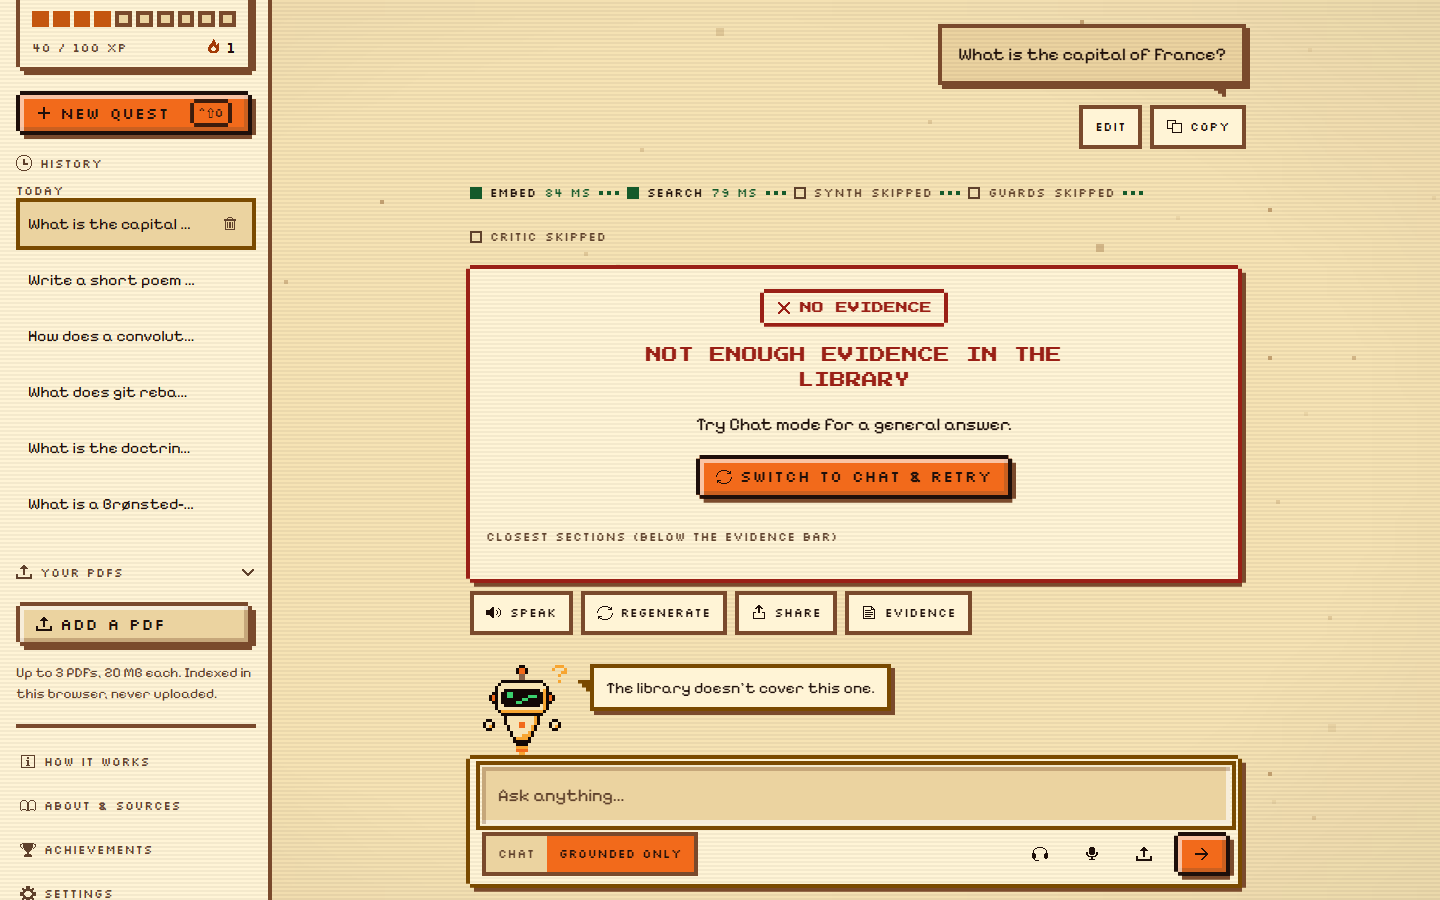 40 / 100 XP
1
NEW QUEST
^⇧O
HISTORY
TODAY
What is the capital ...
Write a short poem ...
How does a convolut...
What does git reba...
What is the doctrin...
What is a Brønsted-...
YOUR PDFS
ADD A PDF
Up to 3 PDFs, 20 MB each. Indexed in
this browser, never uploaded.
HOW IT WORKS
ABOUT & SOURCES
ACHIEVEMENTS
SETTINGS
What is the capital of France?
EDIT
COPY
EMBED 84 MS SEARCH 79 MS SYNTH SKIPPED GUARDS SKIPPED
CRITIC SKIPPED
NO EVIDENCE
NOT ENOUGH EVIDENCE IN THE
LIBRARY
Try Chat mode for a general answer.
SWITCH TO CHAT & RETRY
CLOSEST SECTIONS (BELOW THE EVIDENCE BAR)
SPEAK
REGENERATE
SHARE
EVIDENCE
?
The library doesn't cover this one.
Ask anything...
CHAT
GROUNDED ONLY